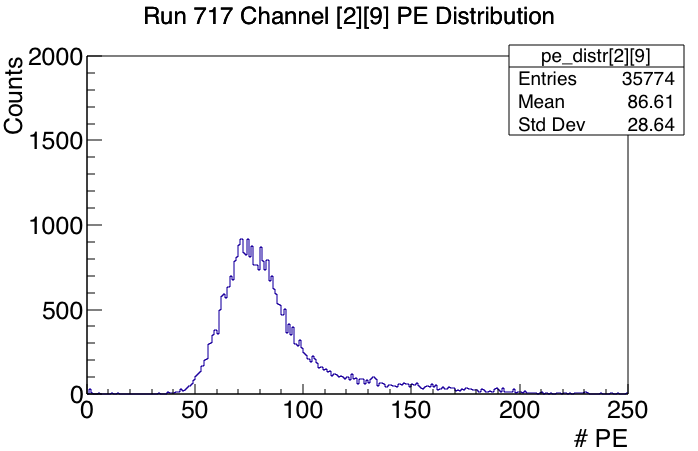 Run 717 Channel [2][9] PE Distribution
pe_distr[2][9]
Entries 35774
Mean 86.61
Std Dev 28.64
Counts
2000
1500
1000
500
0
0 50 100 150 200 250
# PE